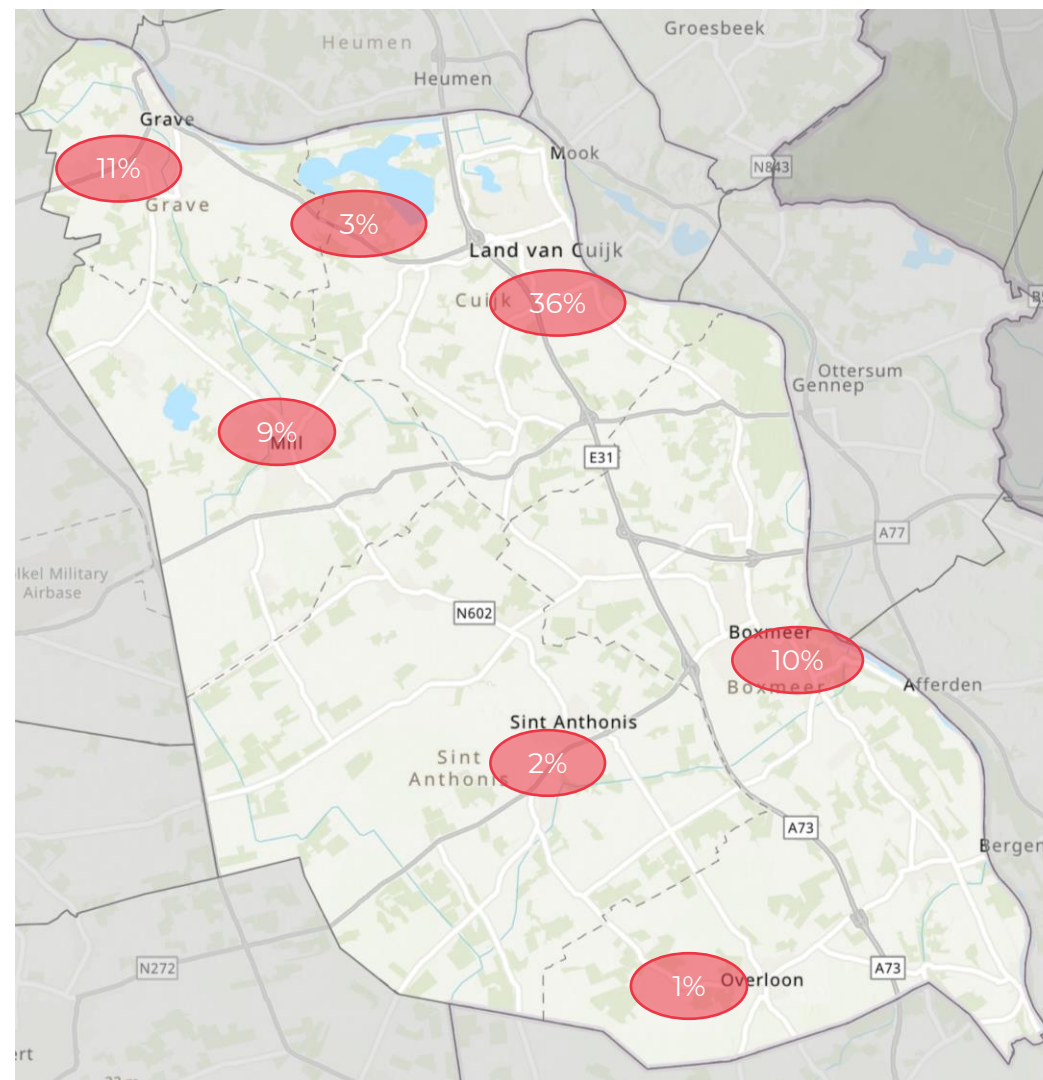 Groesbeek
Heumen
Heumen
Grave
Mook
N843
11%
Grave
3%
Land van Cuijk
Cuijk
36%
Ottersum
Gennep
9%
Mill
E31
A77
lkel Military
Airbase
N602
Boxmeer
10%
Boxmeer
Afferden
Sint Anthonis
Sint
Anthonis
2%
A73
Bergen
N272
A73
1%
Overloon